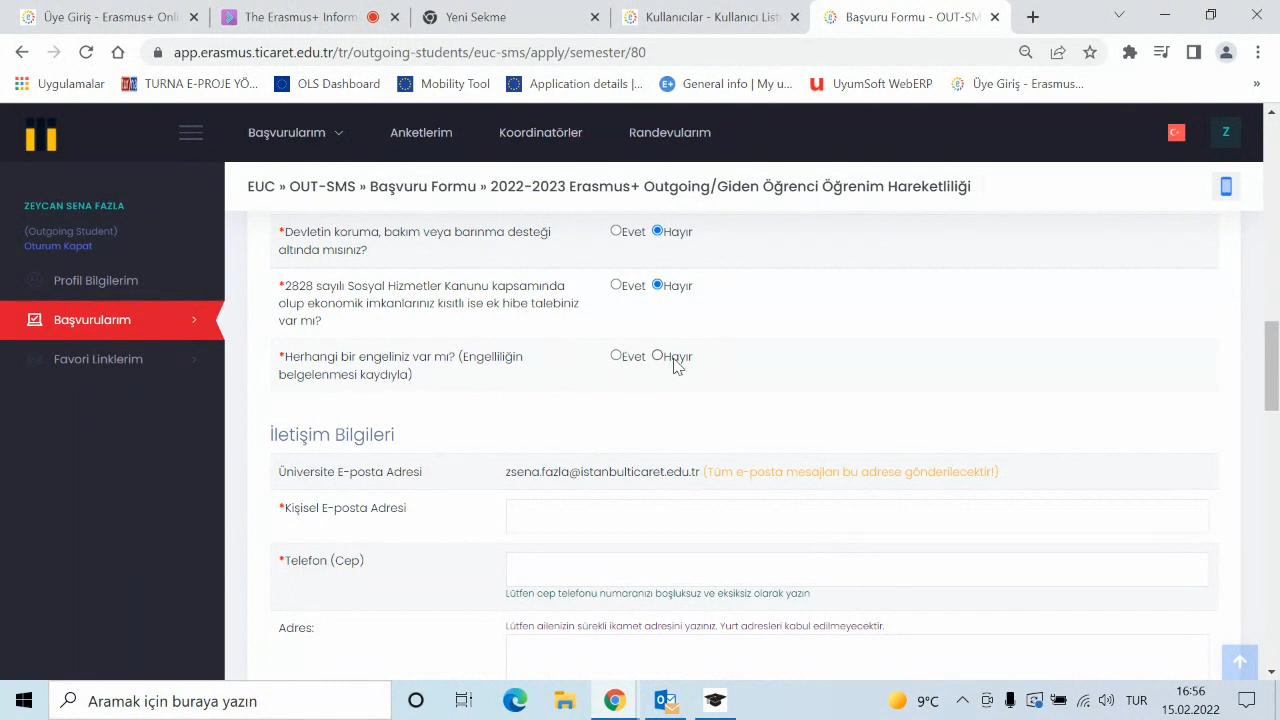 Erasmus+ Giriş - Erasmus Onli
The Erasmus+ Inform
Yeni Sekme
Kullanıcılar - Kullanıcı List
Başvuru Formu - OUT-SM
app.erasmus.ticaret.edu.tr/tr/outgoing-students/euc-sms/apply/semester/80
Uygulamalar
TURNA E-PROJE YÖ...
OLS Dashboard
Mobility Tool
Application details |...
General info | My u...
UyumSoft WebERP
Üye Giriş - Erasmus...
»
Başvurularım
Anketlerim
Koordinatörler
Randevularım
Z
EUC » OUT-SMS » Başvuru Formu » 2022-2023 Erasmus+ Outgoing/Giden Öğrenci Öğrenim Hareketliliği
ZEYCAN SENA FAZLA
(Outgoing Student)
Oturum Kapat
Profil Bilgilerim
Başvurularım
Favori Linklerim
*Devletin koruma, bakım veya barınma desteği
altında mısınız?
Evet Hayır
*2828 sayılı Sosyal Hizmetler Kanunu kapsamında
olup ekonomik imkanlarınız kısıtlı ise ek hibe talebiniz
var mı?
Evet Hayır
*Herhangi bir engeliniz var mı? (Engelliliğin
belgelenmesi kaydıyla)
Evet Hayır
İletişim Bilgileri
Üniversite E-posta Adresi
zsena.fazla@istanbulticaret.edu.tr (Tüm e-posta mesajları bu adrese gönderilecektir!)
*Kişisel E-posta Adresi
*Telefon (Cep)
Lütfen cep telefonu numaranızı boşluksuz ve eksiksiz olarak yazın
Adres:
Lütfen ailenizin sürekli ikamet adresini yazınız. Yurt adresleri kabul edilmeyecektir.
Aramak için buraya yazın
9°C
TUR
16:56
15.02.2022